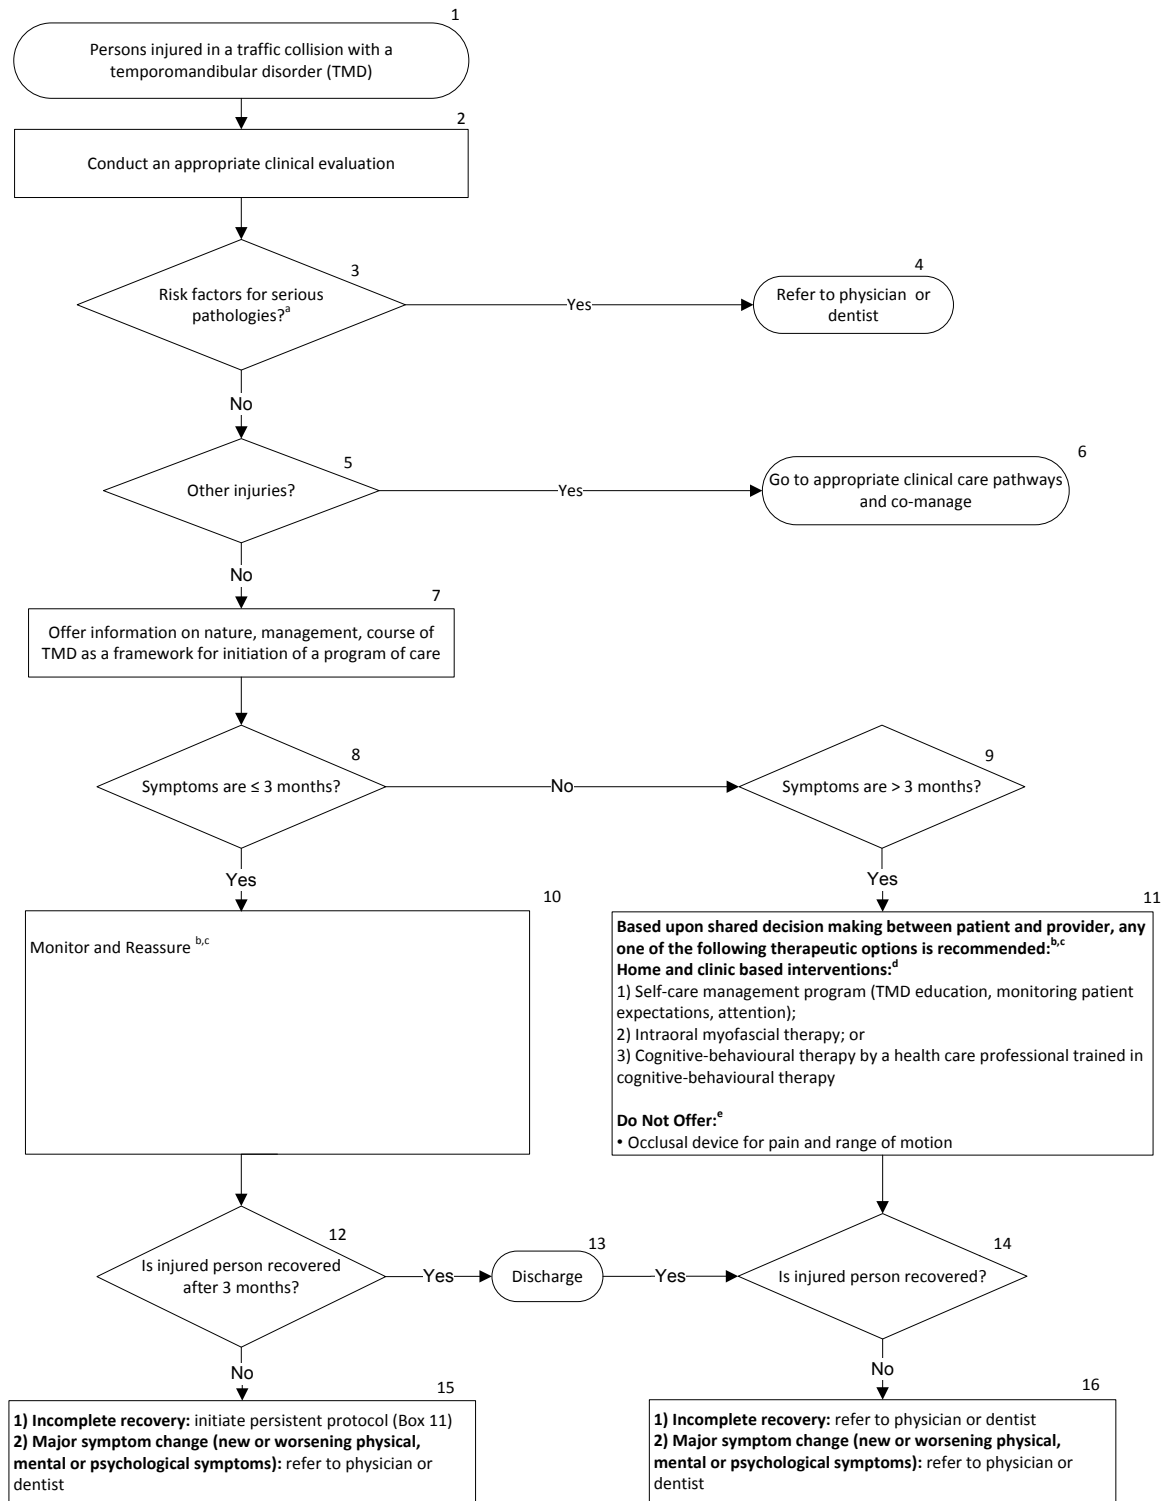 1
Persons injured in a traffic collision with a
temporomandibular disorder (TMD)
2
Conduct an appropriate clinical evaluation
3
Risk factors for serious
pathologies?a
Yes
4
Refer to physician or
dentist
No
5
Other injuries?
Yes
6
Go to appropriate clinical care pathways
and co-manage
No
7
Offer information on nature, management, course of
TMD as a framework for initiation of a program of care
8
Symptoms are ≤ 3 months?
No
9
Symptoms are > 3 months?
Yes
Yes
10
Monitor and Reassure b,c
11
Based upon shared decision making between patient and provider, any
one of the following therapeutic options is recommended:b,c
Home and clinic based interventions:d
1) Self-care management program (TMD education, monitoring patient
expectations, attention);
2) Intraoral myofascial therapy; or
3) Cognitive-behavioural therapy by a health care professional trained in
cognitive-behavioural therapy
Do Not Offer:e
• Occlusal device for pain and range of motion
12
Is injured person recovered
after 3 months?
Yes
13
Discharge
Yes
14
Is injured person recovered?
No
No
15
1) Incomplete recovery: initiate persistent protocol (Box 11)
2) Major symptom change (new or worsening physical,
mental or psychological symptoms): refer to physician or
dentist
16
1) Incomplete recovery: refer to physician or dentist
2) Major symptom change (new or worsening physical,
mental or psychological symptoms): refer to physician or
dentist